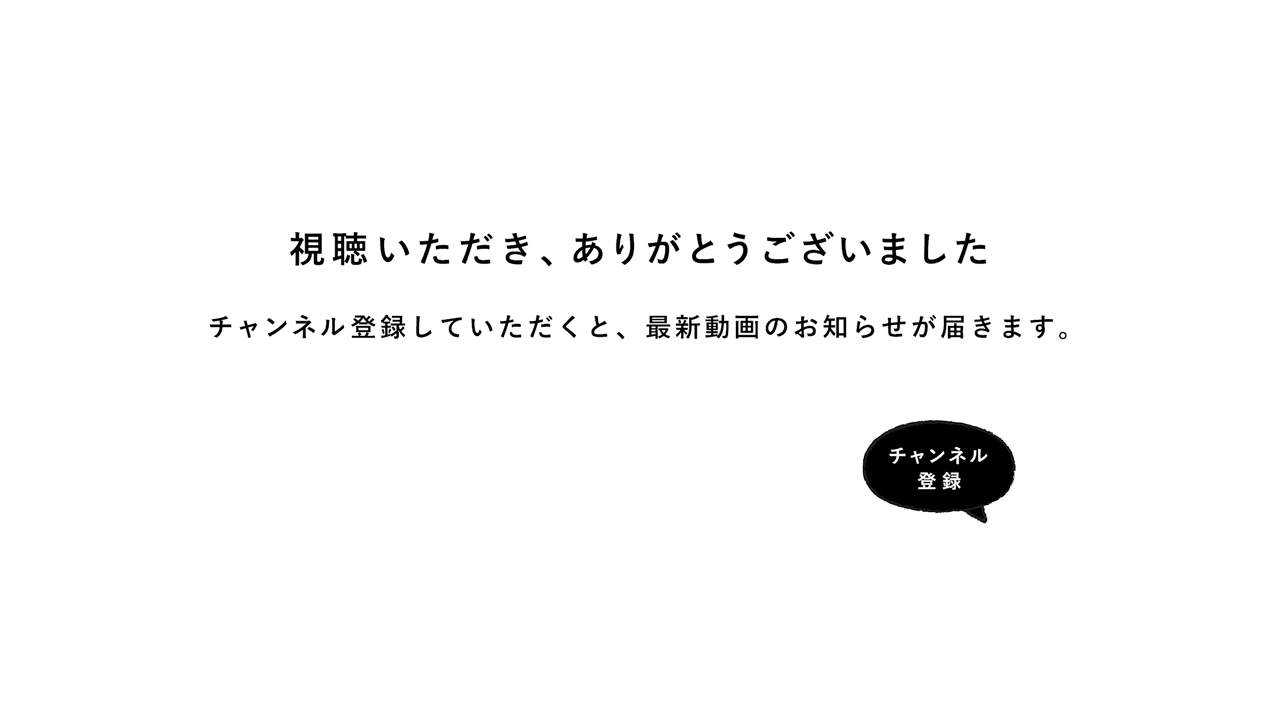 視聴いただき、ありがとうございました
チャンネル登録していただくと、最新動画のお知らせが届きます。
チャンネル
登録